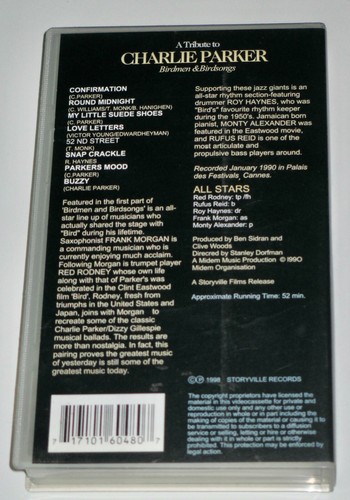 A Tribute to
CHARLIE PARKER
Birdmen & Birdsongs
CONFIRMATION
(C.PARKER)
ROUND MIDNIGHT
(C. WILLIAMS/T. MONK/B. HANIGHEN)
MY LITTLE SUEDE SHOES
(C. PARKER)
LOVE LETTERS
(VICTOR YOUNG/EDWARDHEYMAN)
52 ND STREET
(T. MONK)
SNAP CRACKLE
R. HAYNES
PARKERS MOOD
(C.PARKER)
BUZZY
(CHARLIE PARKER)
Featured in the first part of
'Birdmen and Birdsongs' is an all-
star line up of musicians who
actually shared the stage with
"Bird" during his lifetime.
Saxophonist FRANK MORGAN is
a commanding musician who is
currently enjoying much acclaim.
Following Morgan is trumpet player
RED RODNEY whose own life
along with that of Parker's was
celebrated in the Clint Eastwood
film 'Bird', Rodney, fresh from
triumphs in the United States and
Japan, joins with Morgan to
recreate some of the classic
Charlie Parker/Dizzy Gillespie
musical ballads. The results are
more than nostalgia. In fact, this
pairing proves the greatest music
of yesterday is still some of the
greatest music today.
7 17101 60480 7
Supporting these jazz giants is an
all-star rhythm section-featuring
drummer ROY HAYNES, who was
"Bird's" favourite rhythm keeper
during the 1950's. Jamaican born
pianist, MONTY ALEXANDER was
featured in the Eastwood movie,
and RUFUS REID is one of the
most articulate and
propulsive bass players around.
Recorded January 1990 in Palais
des Festivals, Cannes.
ALL STARS
Red Rodney: tp /flh
Rufus Reid: b
Roy Haynes: dr
Frank Morgan: as
Monty Alexander: p
Produced by Ben Sidran and
Clive Woods
Direcred by Stanley Dorfman
A Midem Music Production © 1990
Midem Organisation
A Storyville Films Release
Approximate Running Time: 52 min.
©℗ 1998 STORYVILLE RECORDS
The copyright proprietors have licensed the
material in this videocassette for private and
domestic use only and any other use or
reproduction in whole or in part including the
making of copies of the material or causing it to
be transmitted to subscribers to a diffusion
service or selling, letting or hire or otherwise
dealing with it in whole or in part is strictly
prohibited. This protection may be enforced by
legal action.